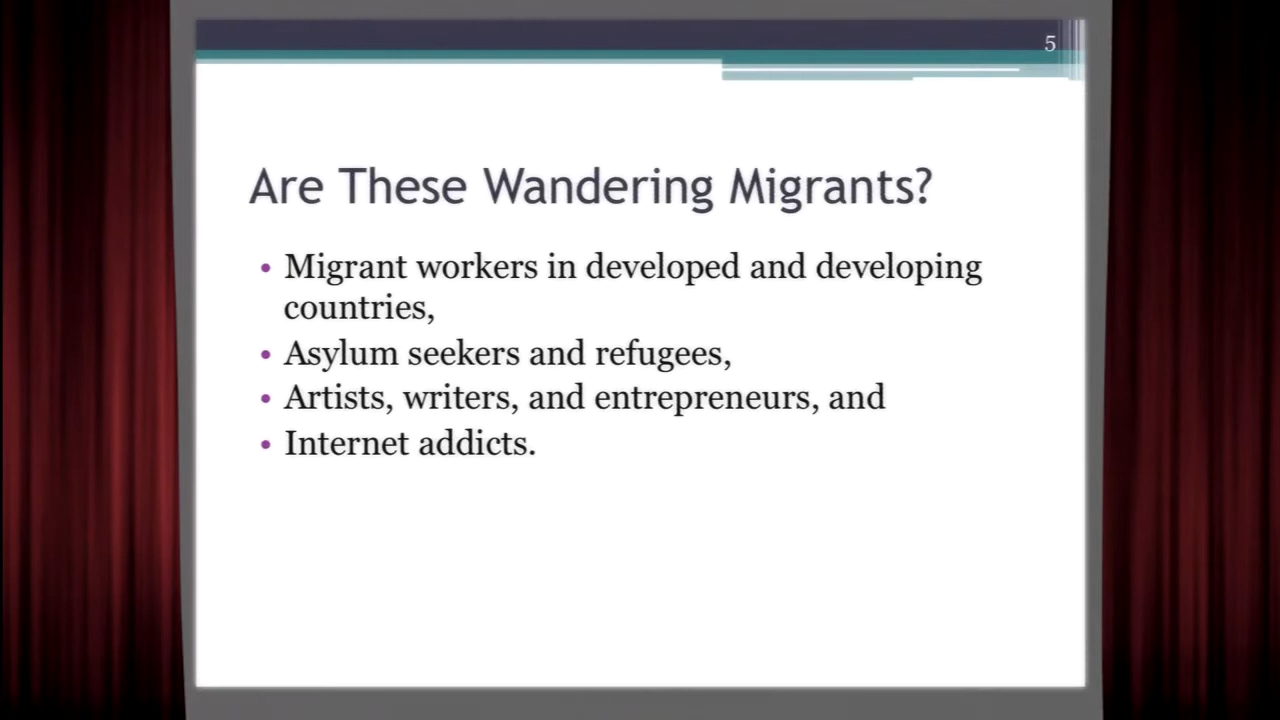 5
Are These Wandering Migrants?
• Migrant workers in developed and developing
countries,
• Asylum seekers and refugees,
• Artists, writers, and entrepreneurs, and
• Internet addicts.